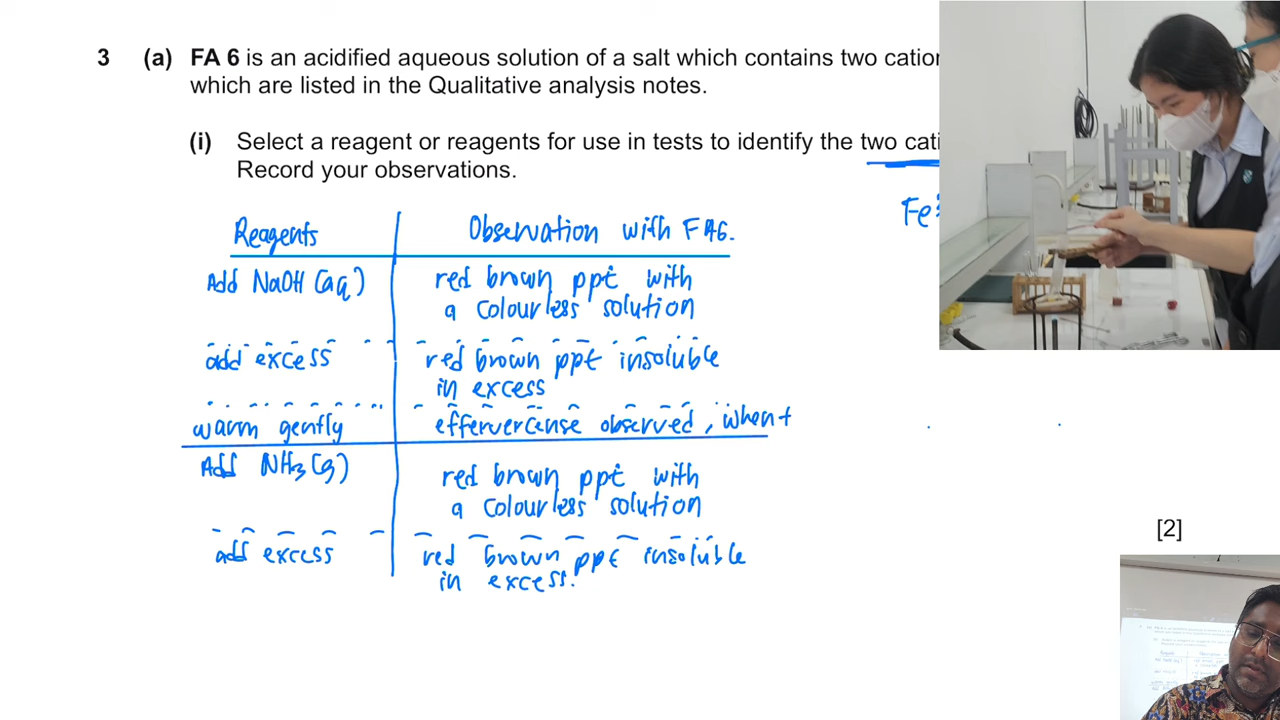 3 (a) FA 6 is an acidified aqueous solution of a salt which contains two cation
which are listed in the Qualitative analysis notes.
(i) Select a reagent or reagents for use in tests to identify the two cati
Record your observations.
Fe3
Reagents Observation with FA6.
Add NaOH (aq) red brown ppt with
a colourless solution
add excess red brown ppt insoluble
in excess
warm gently effervercense observed, when t
Add NH3 (g) red brown ppt with
a colourless solution
[2]
add excess red brown ppt insoluble
in excess.